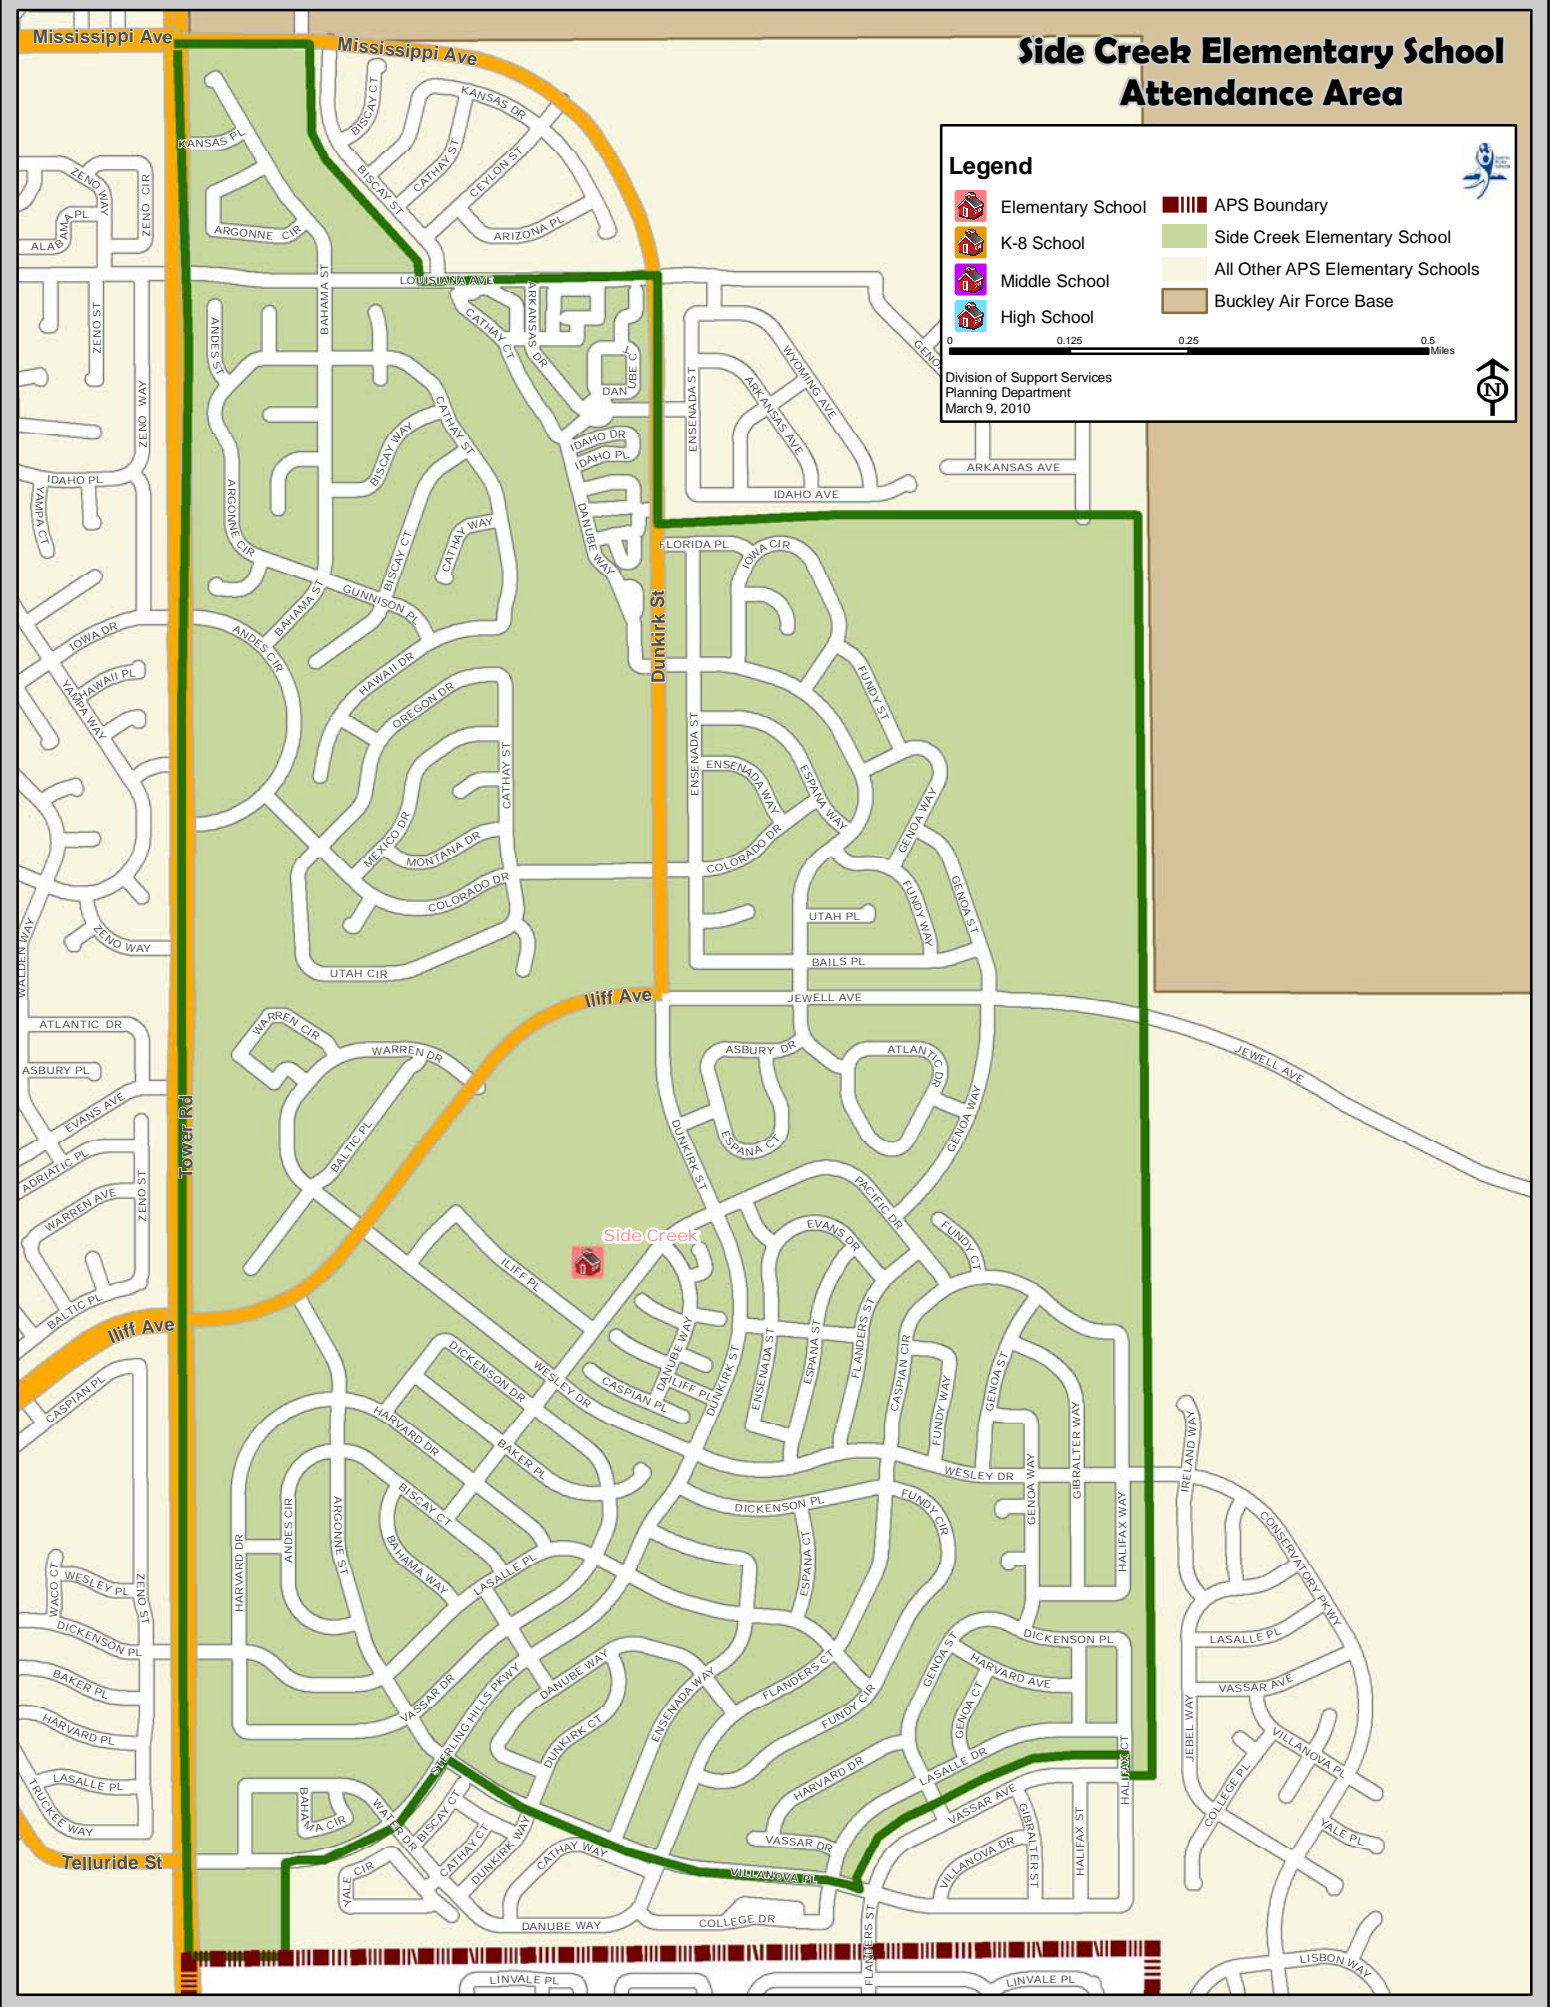 Side Creek Elementary School
Attendance Area
Legend
Elementary School
K-8 School
Middle School
High School
APS Boundary
Side Creek Elementary School
All Other APS Elementary Schools
Buckley Air Force Base
0 0.125 0.25 0.5
Miles
Division of Support Services
Planning Department
March 9, 2010
N
Mississippi Ave
Mississippi Ave
KANSAS DR
BISCAY CT
KANSAS PL
CATHAY ST
CEYLON ST
BISCAY ST
ZENO WAY
ZENO CIR
ALABAMA PL
ARGONNE CIR
ARIZONA PL
LOUISIANA AVE
BAHAMA ST
ZENO ST
ANDES ST
CATHAY CT
ARKANSAS DR
DANUBE CT
ENSENADA ST
WYOMING AVE
ARKANSAS AVE
GENO
ZENO WAY
CATHAY ST
BISCAY WAY
IDAHO DR
IDAHO PL
ARKANSAS AVE
IDAHO AVE
IDAHO PL
YAMPA CT
ARGONNE CIR
CATHAY WAY
BISCAY CT
DANUBE WAY
FLORIDA PL
IOWA CIR
GUNNISON PL
BAHAMA ST
Dunkirk St
IOWA DR
ANDES CIR
HAWAII PL
YAMPA WAY
HAWAII DR
OREGON DR
FUNDY ST
ENSENADA ST
CATHAY ST
ENSENADA WAY
ESPANA WAY
GENOA WAY
MEXICO DR
MONTANA DR
COLORADO DR
COLORADO DR
FUNDY WAY
GENOA ST
UTAH PL
WALDEN WAY
ZENO WAY
UTAH CIR
BAILS PL
Iliff Ave
JEWELL AVE
JEWELL AVE
ATLANTIC DR
WARREN CIR
WARREN DR
ASBURY DR
ATLANTIC DR
ASBURY PL
EVANS AVE
Tower Rd
BALTIC PL
DUNKIRK ST
ESPANA CT
GENOA WAY
ADRIATIC PL
WARREN AVE
ZENO ST
PACIFIC DR
EVANS DR
FUNDY CT
Side Creek
ILIFF PL
BALTIC PL
Iliff Ave
CASPIAN PL
DICKENSON DR
WESLEY DR
DANUBE WAY
ILIFF PL
CASPIAN PL
DUNKIRK ST
ENSENADA ST
ESPANA ST
FLANDERS ST
CASPIAN CIR
FUNDY WAY
GENOA ST
GIBRALTER WAY
HARVARD DR
BAKER PL
WESLEY DR
GENOA WAY
IRELAND WAY
BISCAY CT
DICKENSON PL
FUNDY CIR
HALIFAX WAY
CONSERVATORY PKWY
HARVARD DR
ANDES CIR
ARGONNE ST
BAHAMA WAY
LASALLE PL
ESPANA CT
WACO CT
WESLEY PL
ZENO ST
DICKENSON PL
BAKER PL
HARVARD PL
LASALLE PL
TRUCKEE WAY
Telluride St
VASSAR DR
STERLING HILLS PKWY
DANUBE WAY
DUNKIRK CT
ENSENADA WAY
FLANDERS CT
FUNDY CIR
GENOA ST
HARVARD AVE
GENOA CT
DICKENSON PL
LASALLE PL
VASSAR AVE
JEBEL WAY
VILLANOVA PL
COLLEGE PL
YALE PL
HARVARD DR
LASALLE DR
HALIFAX CT
VASSAR AVE
GIBRALTER ST
HALIFAX ST
VASSAR DR
VILLANOVA DR
BAHAMA CIR
WATER DR
BISCAY CT
CATHAY CT
DUNKIRK WAY
CATHAY WAY
VILLANOVA PL
YALE CIR
DANUBE WAY
COLLEGE DR
FLANDERS ST
LINVALE PL
LINVALE PL
LISBON WAY